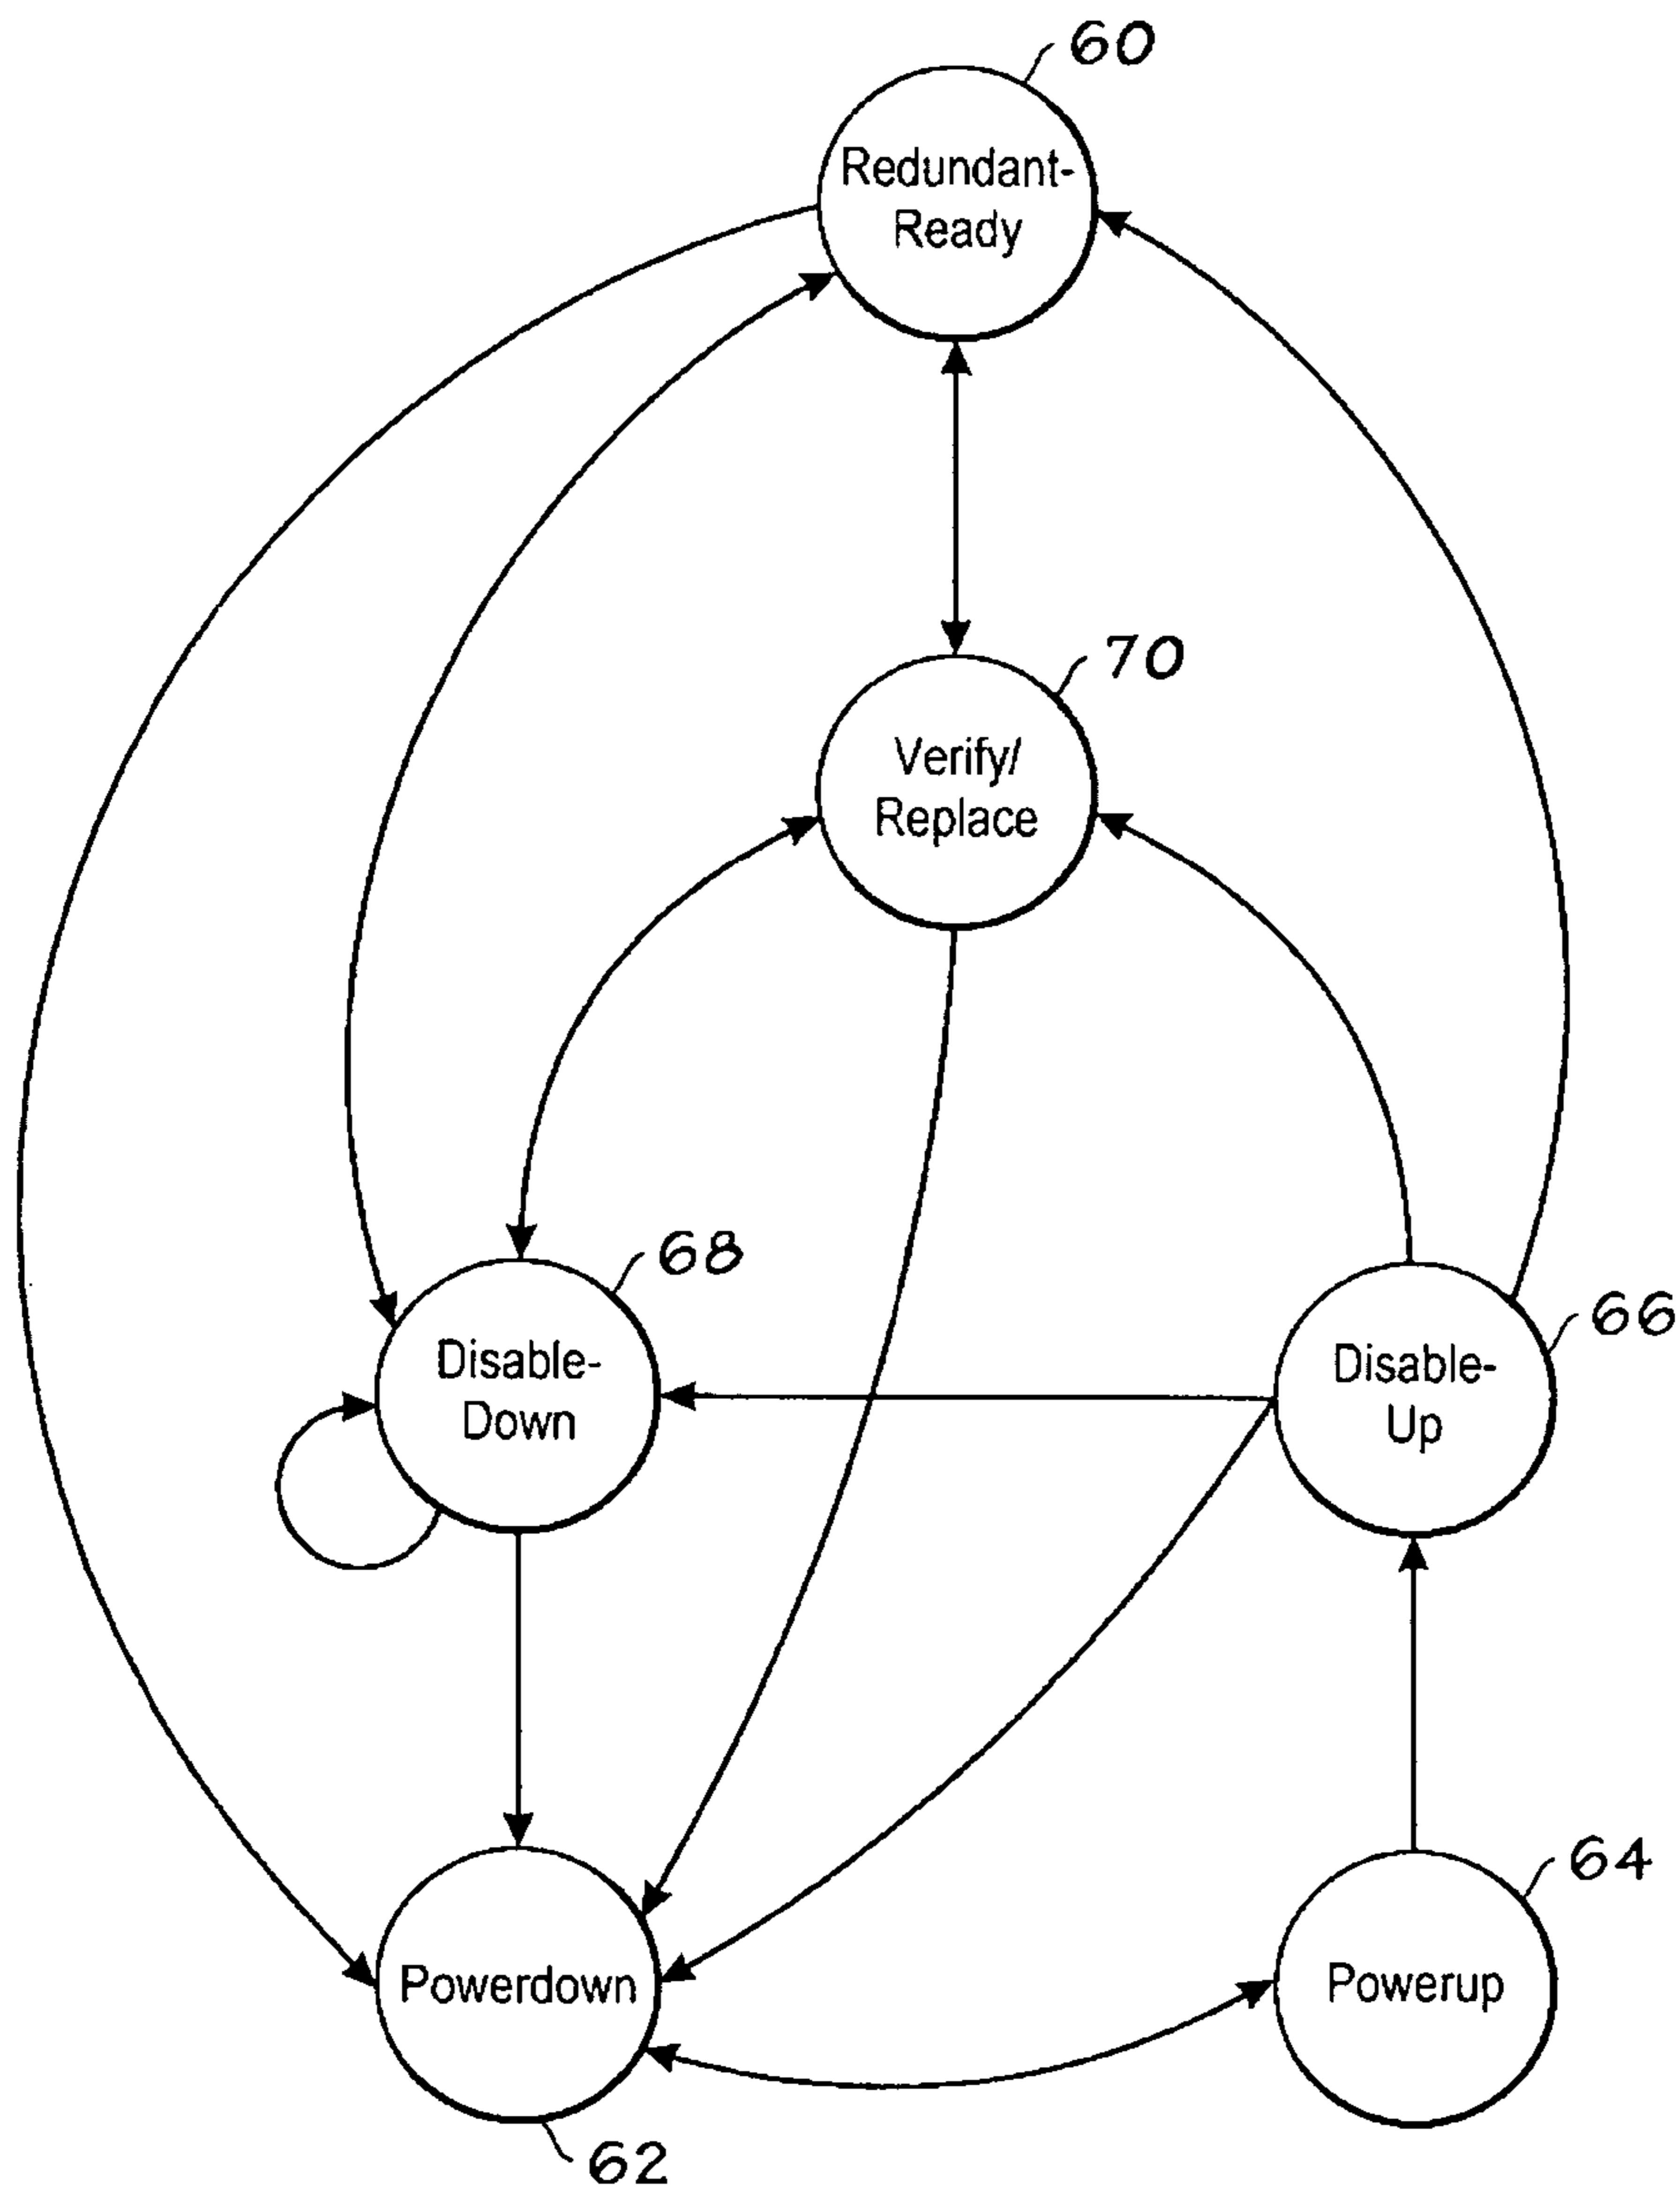 60
Redundant-
Ready
70
Verify/
Replace
68
Disable-
Down
66
Disable-
Up
64
Powerdown
Powerup
62